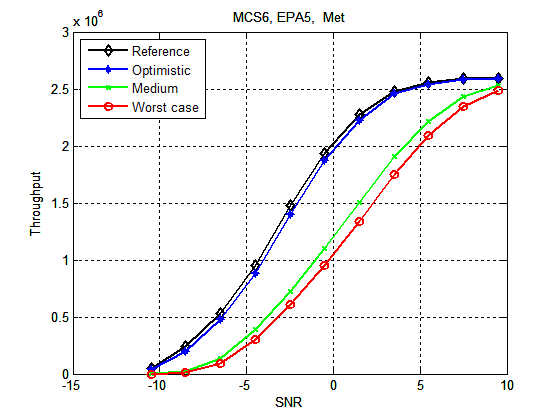 MCS6, EPA5, Met
x 10^6
3
2.5
2
1.5
1
0.5
0
Throughput
Reference
Optimistic
Medium
Worst case
-15
-10
-5
0
5
10
SNR